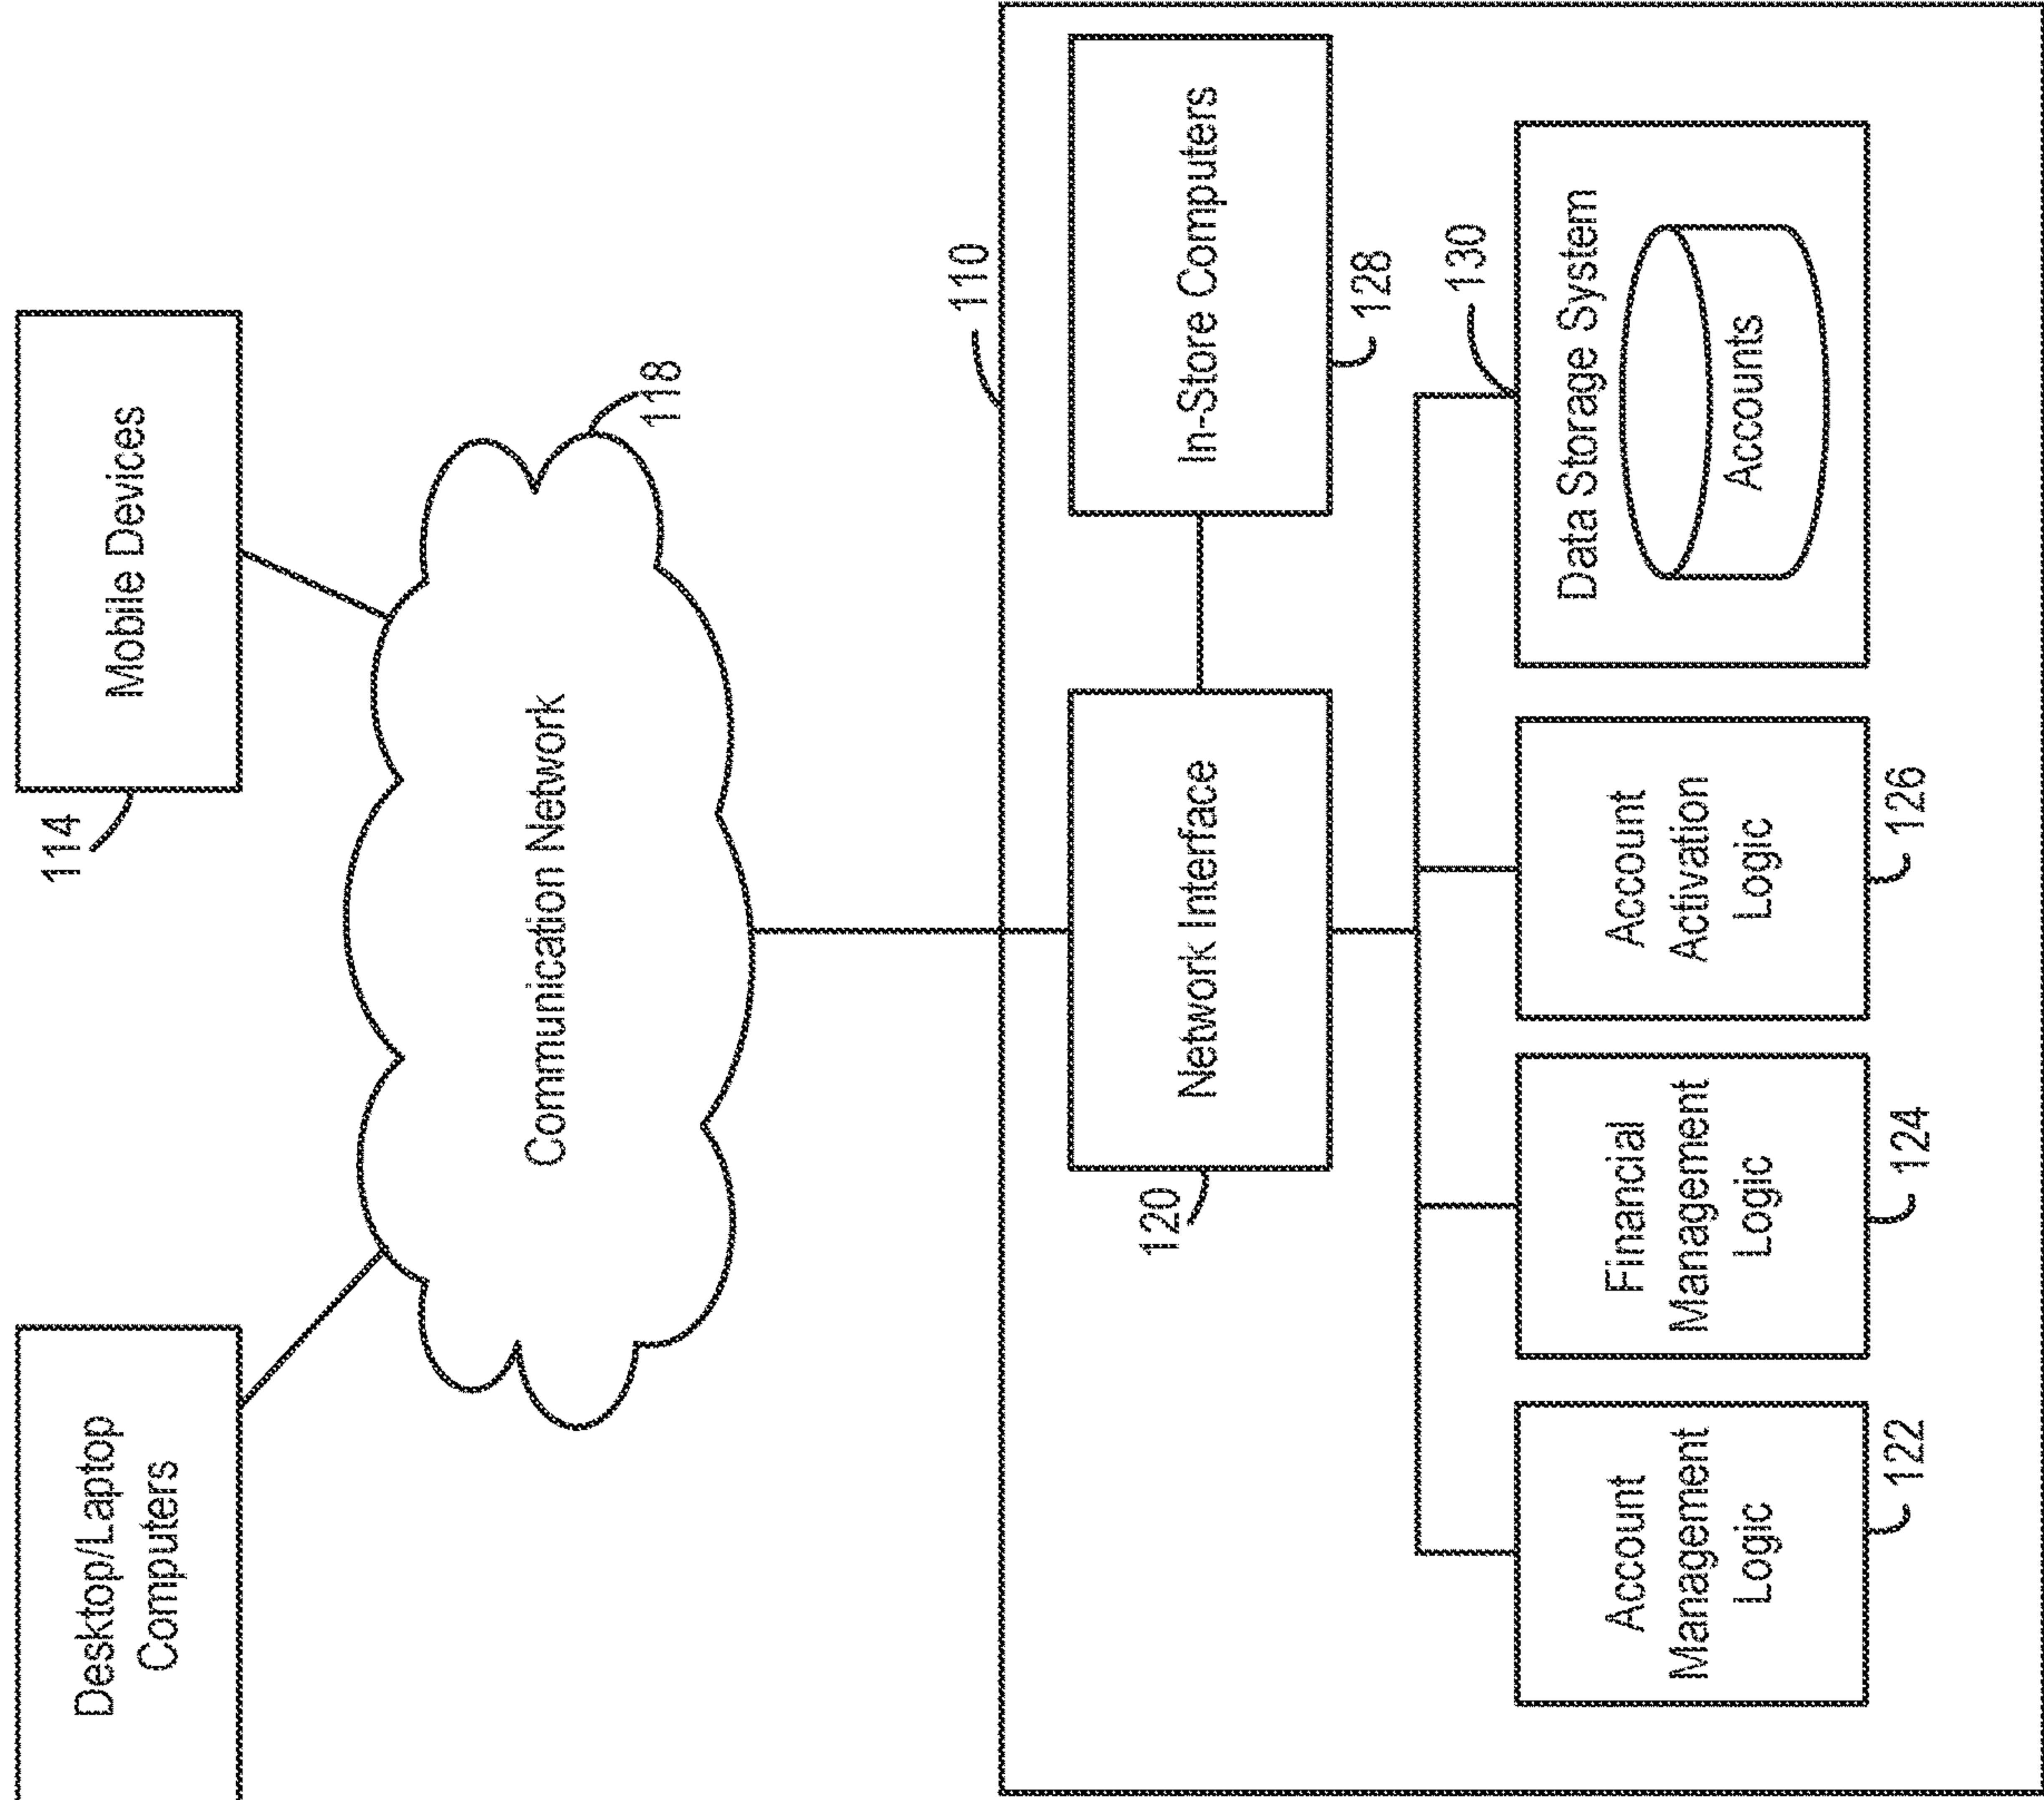 Desktop/Laptop
Computers
114
Mobile Devices
Communication Network
118
110
120
Network Interface
In-Store Computers
128
130
Account
Management
Logic
122
Financial
Management
Logic
124
Account
Activation
Logic
126
Data Storage System
Accounts